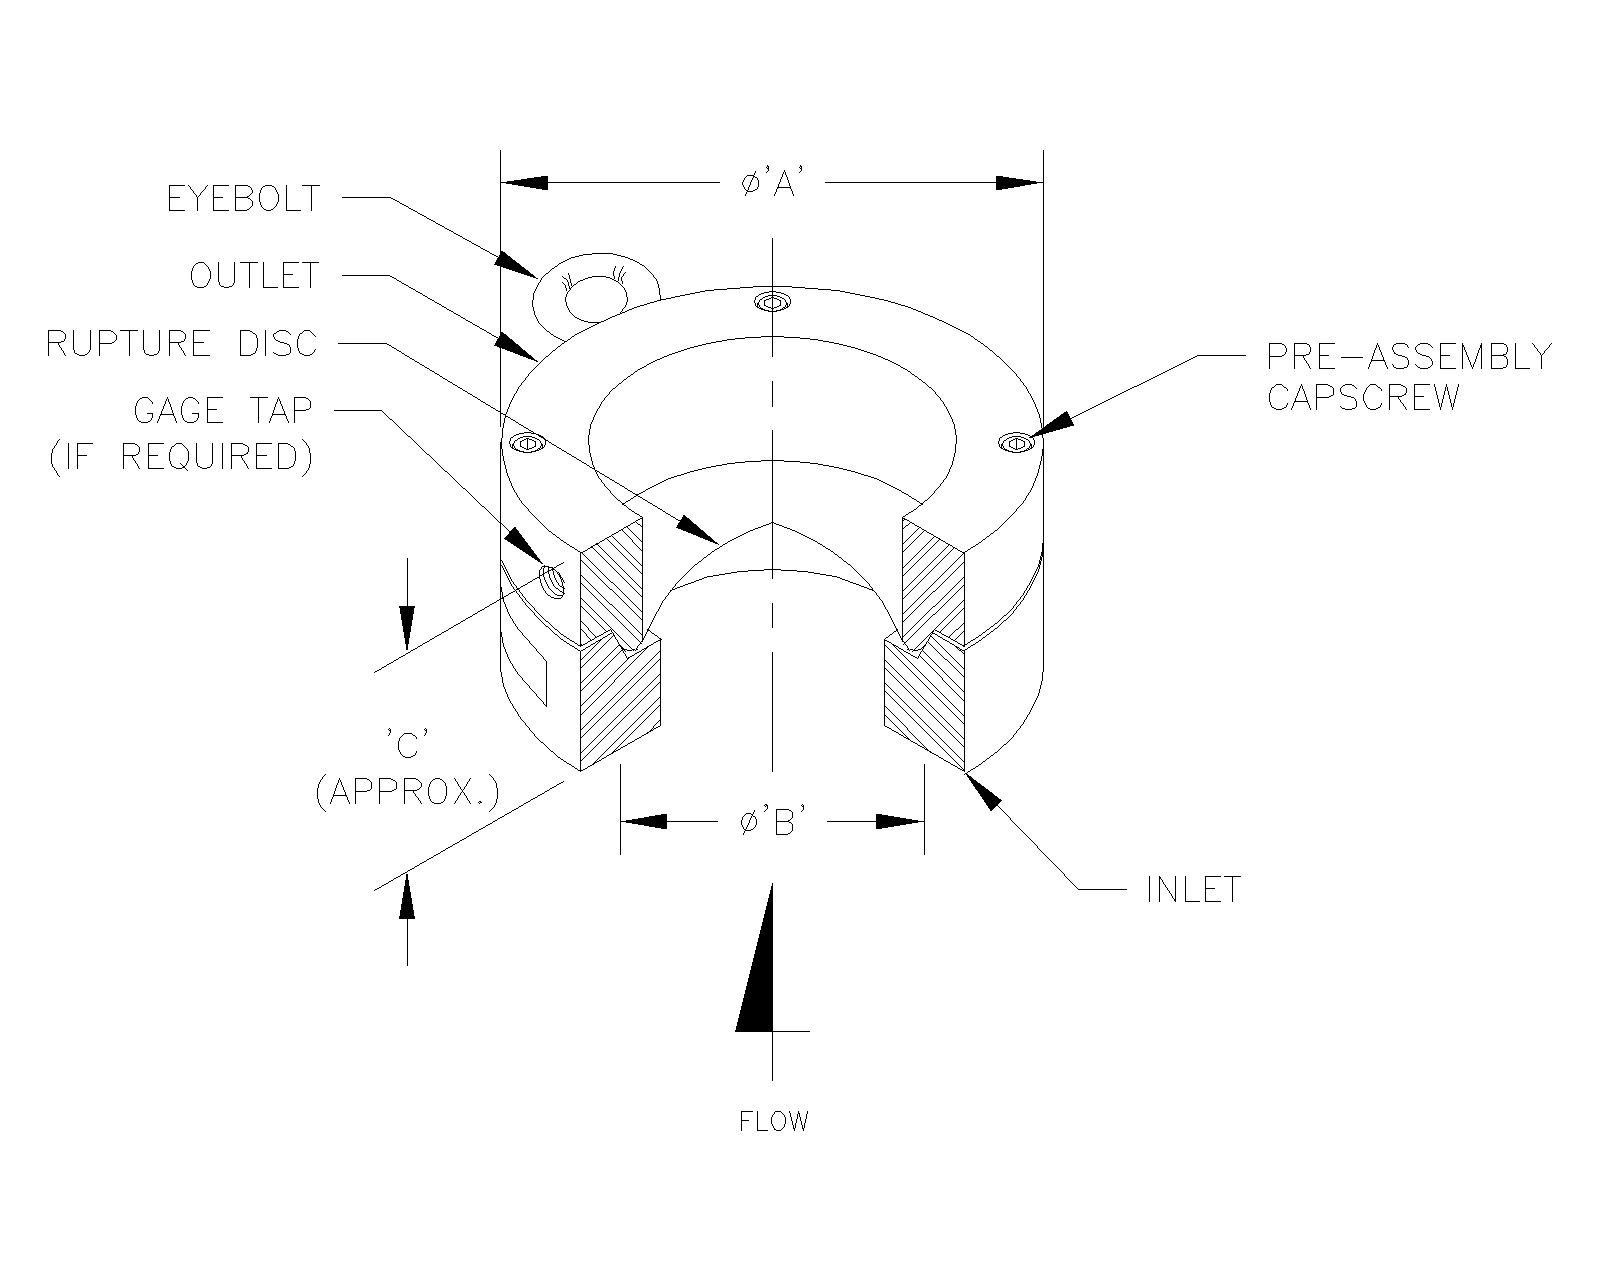 ø'A'
EYEBOLT
OUTLET
RUPTURE DISC
GAGE TAP
(IF REQUIRED)
PRE-ASSEMBLY
CAPSCREW
'C'
(APPROX.)
ø'B'
INLET
FLOW